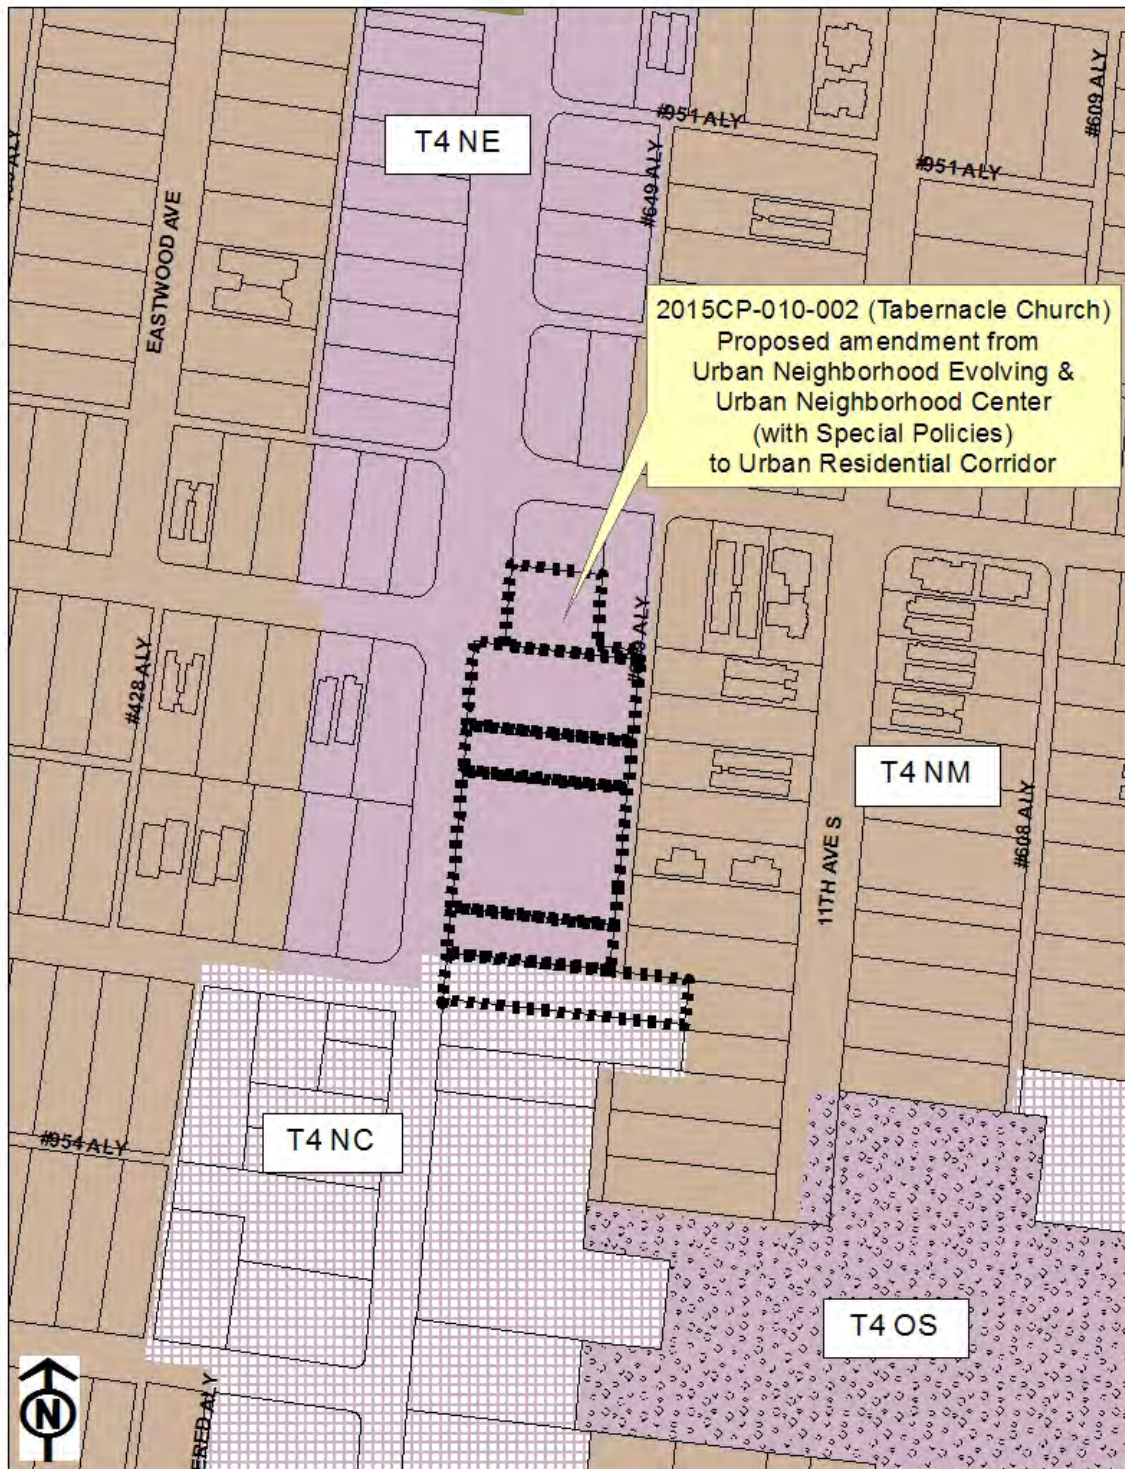 T4 NE
#951 ALY
#609 ALY
#951 ALY
#649 ALY
EASTWOOD AVE
2015CP-010-002 (Tabernacle Church)
Proposed amendment from
Urban Neighborhood Evolving &
Urban Neighborhood Center
(with Special Policies)
to Urban Residential Corridor
#428 ALY
T4 NM
#608 ALY
11TH AVE S
T4 NC
#954 ALY
T4 OS
N